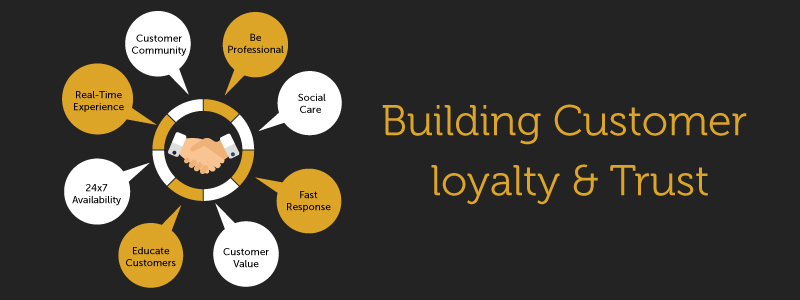 Customer
Community
Be
Professional
Real-Time
Experience
Social
Care
24x7
Availability
Fast
Response
Educate
Customers
Customer
Value
Building Customer
loyalty & Trust